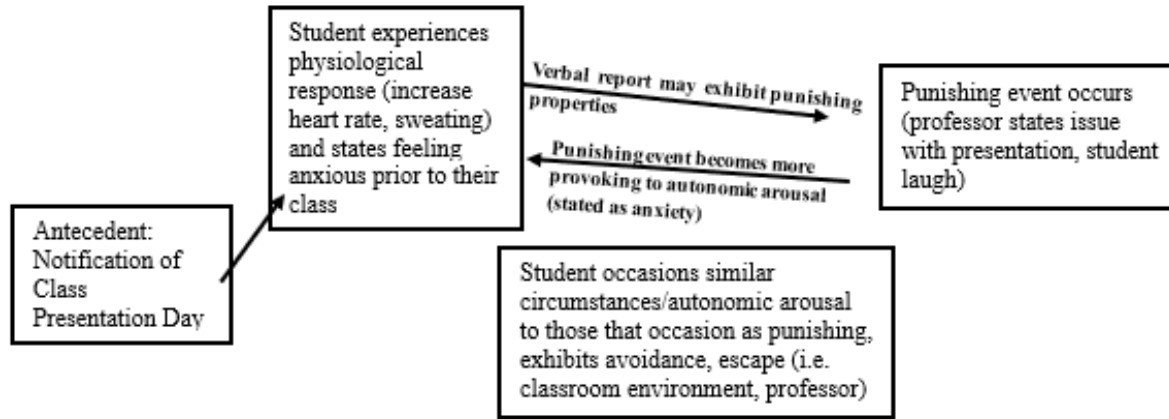 Student experiences
physiological
response (increase
heart rate, sweating)
and states feeling
anxious prior to their
class
Verbal report may exhibit punishing
properties
Punishing event becomes more
provoking to autonomic arousal
(stated as anxiety)
Punishing event occurs
(professor states issue
with presentation, student
laugh)
Antecedent:
Notification of
Class
Presentation Day
Student occasions similar
circumstances/autonomic arousal
to those that occasion as punishing,
exhibits avoidance, escape (i.e.
classroom environment, professor)